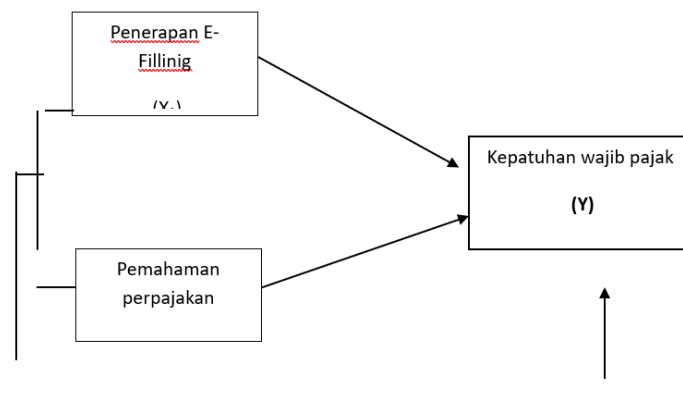 Penerapan E-
Fillinig
Kepatuhan wajib pajak
(Y)
Pemahaman
perpajakan